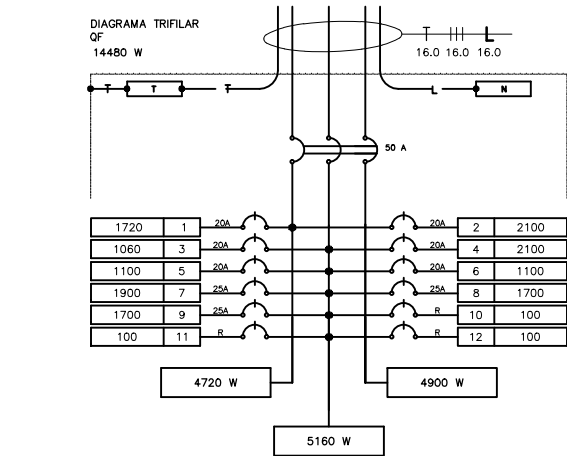 DIAGRAMA TRIFILAR
QF
14480 W
16.0 16.0 16.0
T T T L N
50 A
1720 1 20A 20A 2 2100
1060 3 20A 20A 4 2100
1100 5 20A 20A 6 1100
1900 7 25A 25A 8 1700
1700 9 25A R 10 100
100 11 R R 12 100
4720 W 4900 W
5160 W